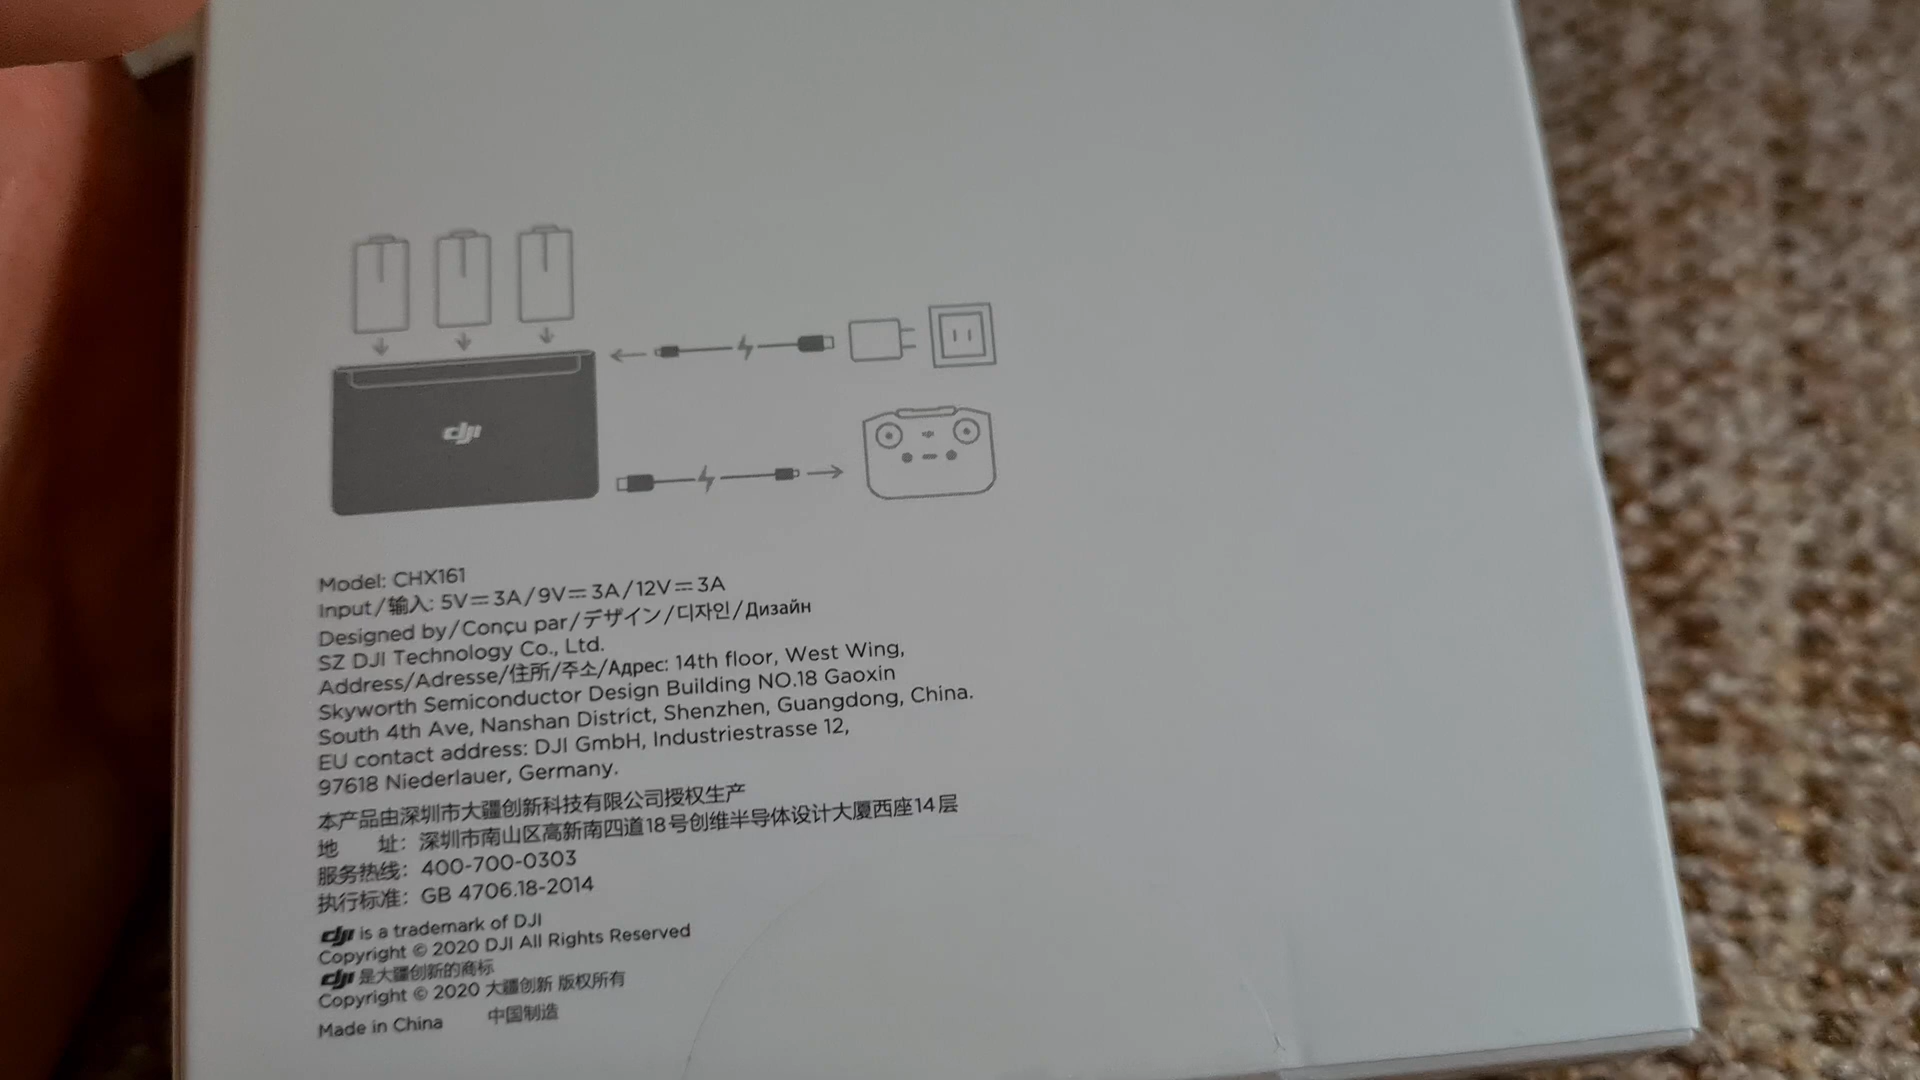 dji
Model: CHX161
Input/输入: 5V⎓3A/9V⎓3A/12V⎓3A
Designed by/Conçu par/デザイン/디자인/Дизайн
SZ DJI Technology Co., Ltd.
Address/Adresse/住所/주소/Адрес: 14th floor, West Wing,
Skyworth Semiconductor Design Building NO.18 Gaoxin
South 4th Ave, Nanshan District, Shenzhen, Guangdong, China.
EU contact address: DJI GmbH, Industriestrasse 12,
97618 Niederlauer, Germany.
本产品由深圳市大疆创新科技有限公司授权生产
地 址：深圳市南山区高新南四道18号创维半导体设计大厦西座14层
服务热线：400-700-0303
执行标准：GB 4706.18-2014
dji is a trademark of DJI
Copyright © 2020 DJI All Rights Reserved
dji 是大疆创新的商标
Copyright © 2020 大疆创新 版权所有
Made in China 中国制造